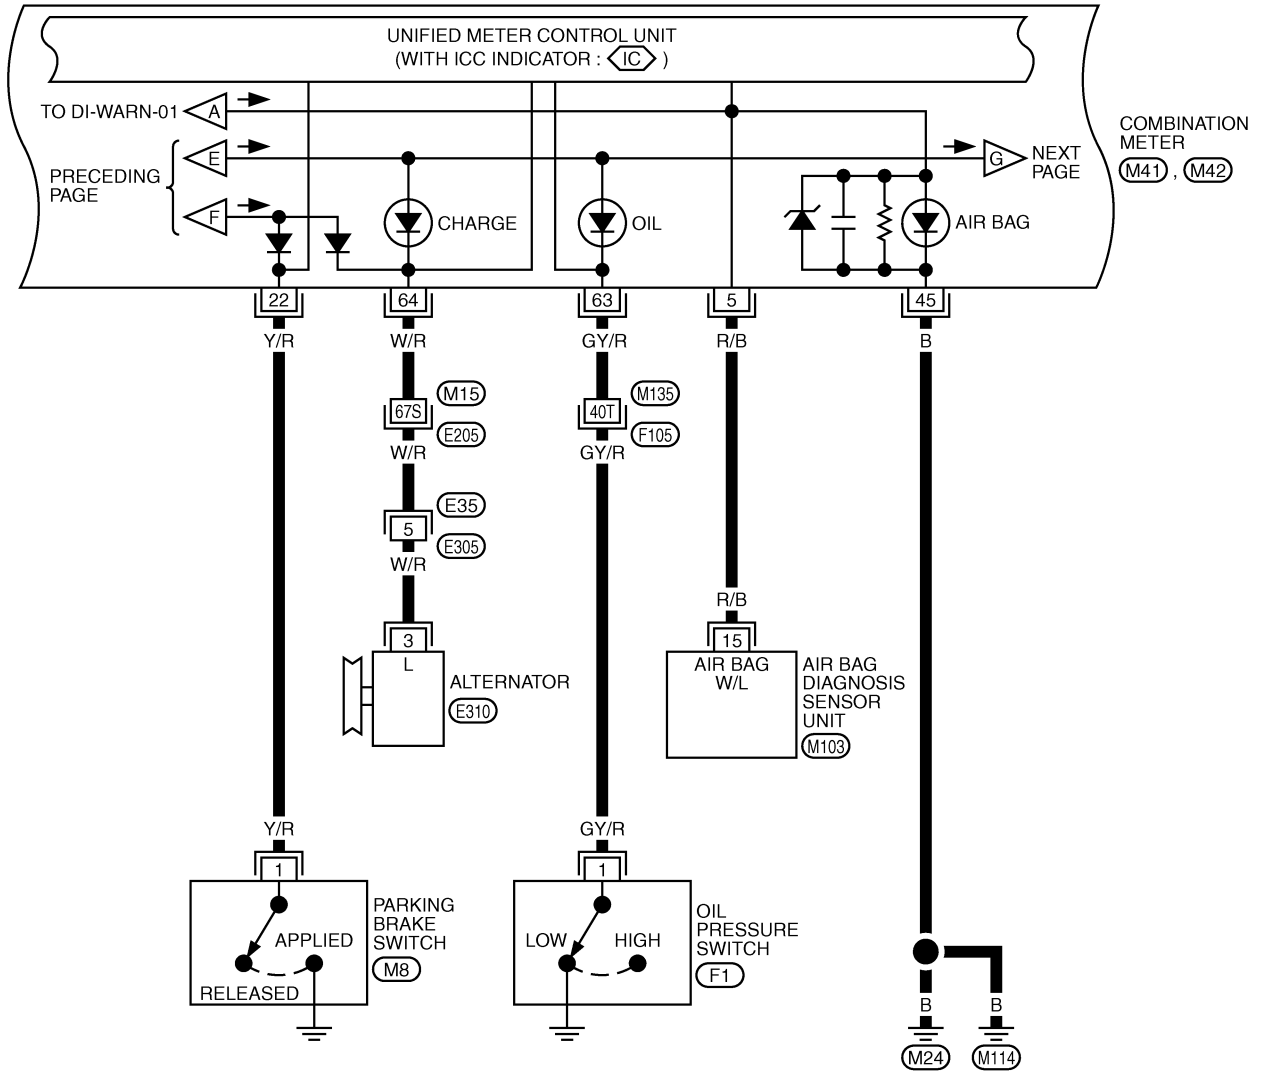 UNIFIED METER CONTROL UNIT
(WITH ICC INDICATOR : IC )
TO DI-WARN-01 A
COMBINATION
METER
M41 , M42
PRECEDING
PAGE
E
F
G NEXT
PAGE
CHARGE
OIL
AIR BAG
22 64 63 5 45
Y/R W/R GY/R R/B B
M15
67S
E205
M135
40T
F105
W/R GY/R
E35
5
E305
W/R
R/B
3
L
ALTERNATOR
E310
15
AIR BAG
W/L
AIR BAG
DIAGNOSIS
SENSOR
UNIT
M103
Y/R GY/R
1
APPLIED
RELEASED
PARKING
BRAKE
SWITCH
M8
1
LOW HIGH
OIL
PRESSURE
SWITCH
F1
B B
M24 M114